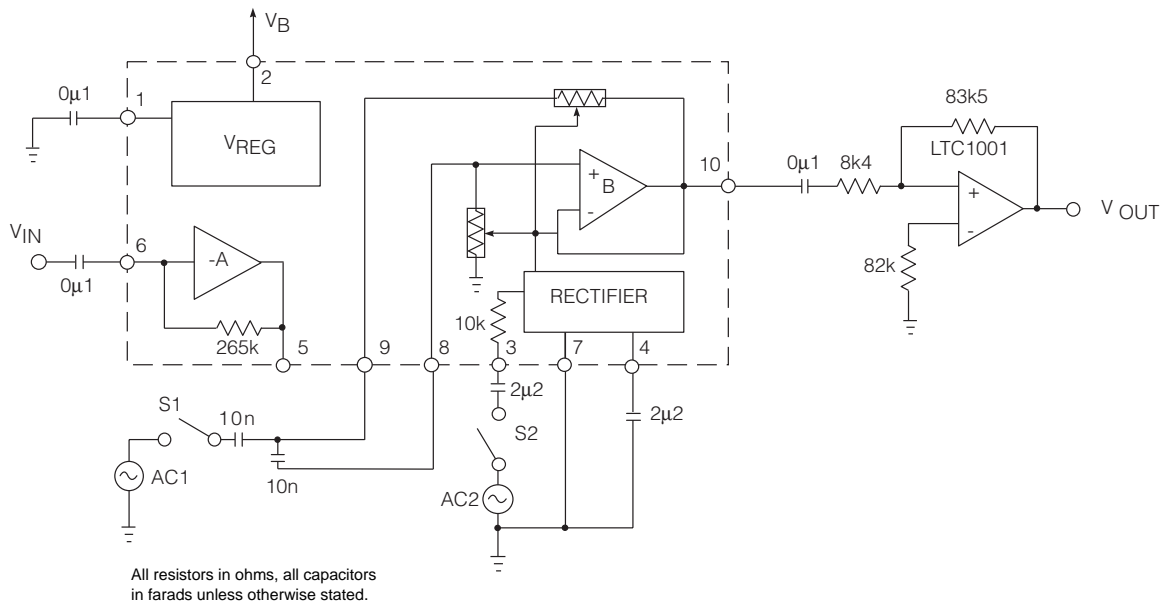 V_B
2
0µ1
1
V_REG
83k5
LTC1001
10
0µ1
8k4
+
B
-
+
-
V_OUT
V_IN
6
-A
0µ1
82k
RECTIFIER
10k
265k
5
9
8
3
7
4
2µ2
2µ2
S1
10n
S2
AC1
10n
AC2
All resistors in ohms, all capacitors
in farads unless otherwise stated.